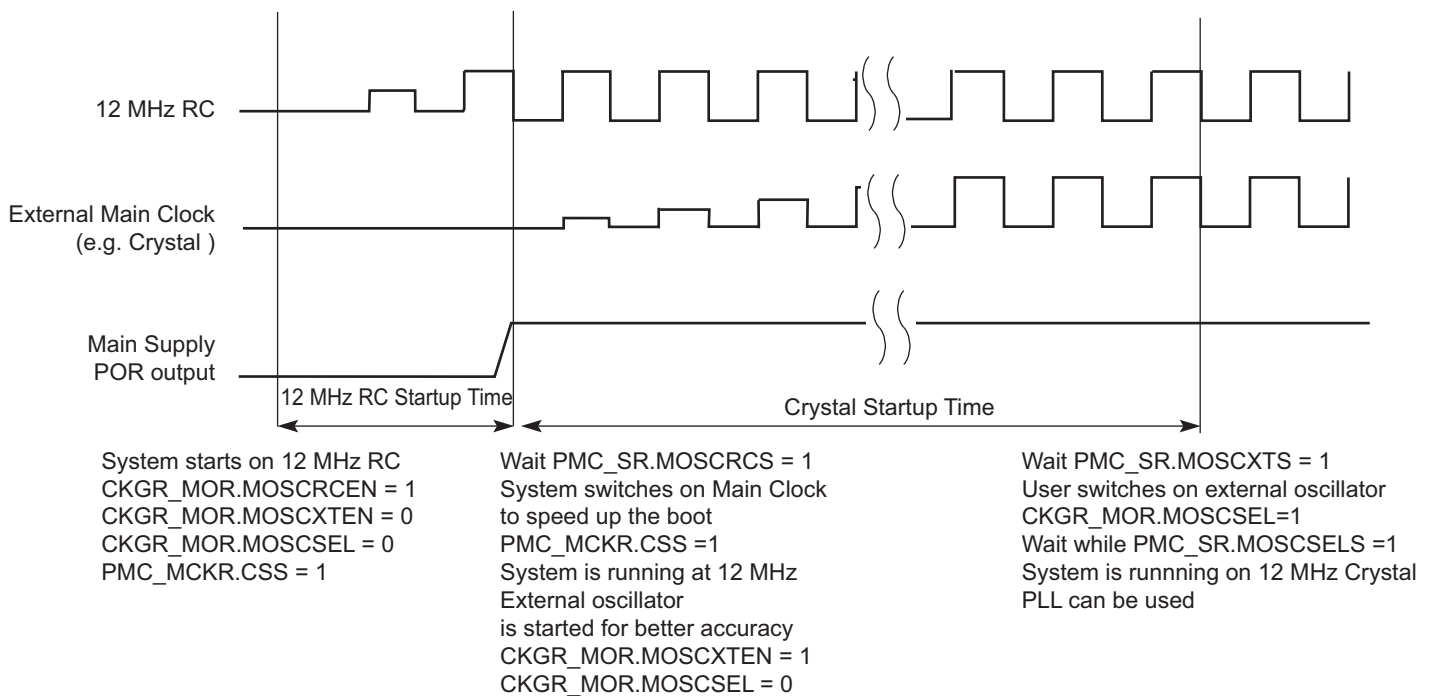 12 MHz RC
External Main Clock
(e.g. Crystal )
Main Supply
POR output
12 MHz RC Startup Time
Crystal Startup Time
System starts on 12 MHz RC
CKGR_MOR.MOSCRCEN = 1
CKGR_MOR.MOSCXTEN = 0
CKGR_MOR.MOSCSEL = 0
PMC_MCKR.CSS = 1
Wait PMC_SR.MOSCRCS = 1
System switches on Main Clock
to speed up the boot
PMC_MCKR.CSS =1
System is running at 12 MHz
External oscillator
is started for better accuracy
CKGR_MOR.MOSCXTEN = 1
CKGR_MOR.MOSCSEL = 0
Wait PMC_SR.MOSCXTS = 1
User switches on external oscillator
CKGR_MOR.MOSCSEL=1
Wait while PMC_SR.MOSCSELS =1
System is runnning on 12 MHz Crystal
PLL can be used